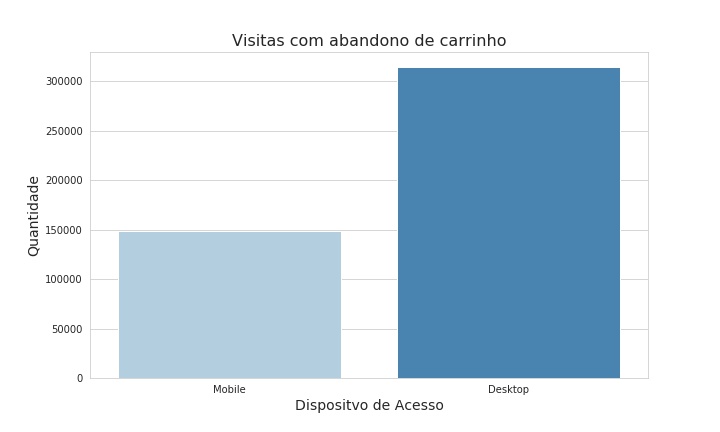 Visitas com abandono de carrinho
Quantidade
300000
250000
200000
150000
100000
50000
0
Mobile
Desktop
Dispositvo de Acesso